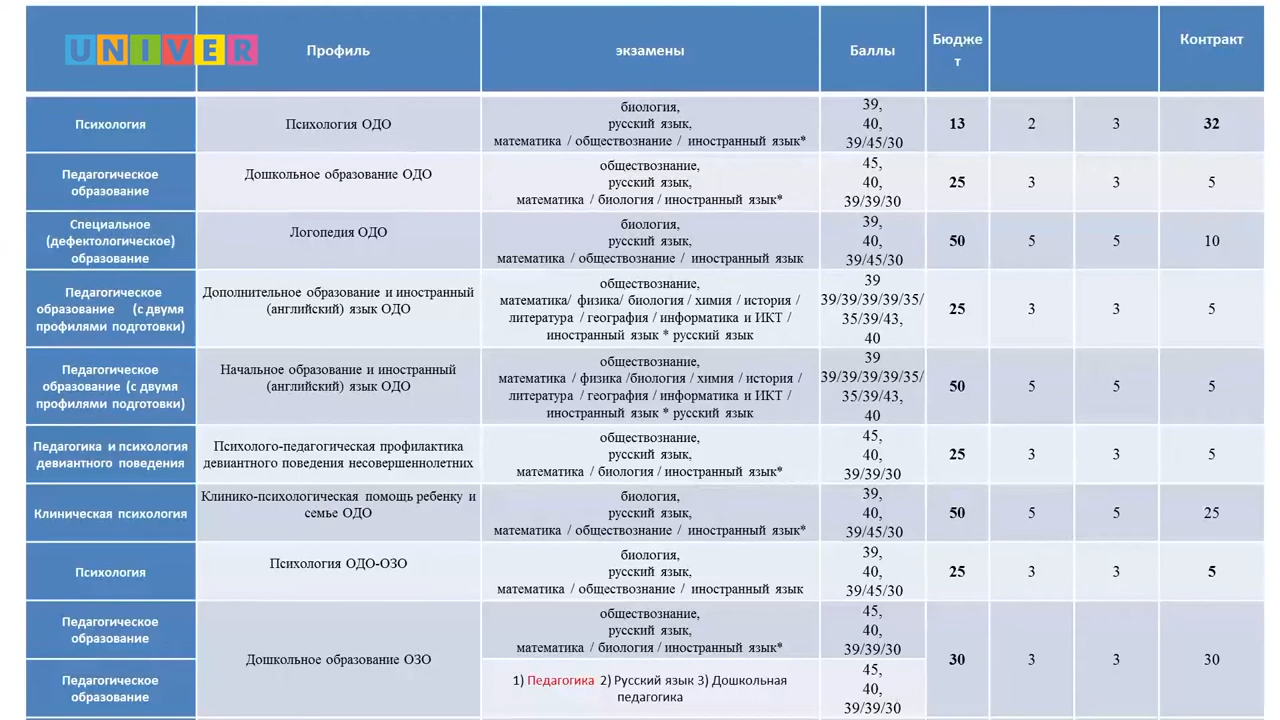 UNIVER
Профиль
экзамены
Баллы
Бюдже
т
Контракт
Психология
Психология ОДО
биология,
русский язык,
математика / обществознание / иностранный язык*
39,
40,
39/45/30
13
2
3
32
Педагогическое
образование
Дошкольное образование ОДО
обществознание,
русский язык,
математика / биология / иностранный язык*
45,
40,
39/39/30
25
3
3
5
Специальное
(дефектологическое)
образование
Логопедия ОДО
биология,
русский язык,
математика / обществознание / иностранный язык
39,
40,
39/45/30
50
5
5
10
Педагогическое
образование (с двумя
профилями подготовки)
Дополнительное образование и иностранный
(английский) язык ОДО
обществознание,
математика/ физика/ биология / химия / история /
литература / география / информатика и ИКТ /
иностранный язык * русский язык
39
39/39/39/39/35/
35/39/43,
40
25
3
3
5
Педагогическое
образование (с двумя
профилями подготовки)
Начальное образование и иностранный
(английский) язык ОДО
обществознание,
математика / физика /биология / химия / история /
литература / география / информатика и ИКТ /
иностранный язык * русский язык
39
39/39/39/39/35/
35/39/43,
40
50
5
5
5
Педагогика и психология
девиантного поведения
Психолого-педагогическая профилактика
девиантного поведения несовершеннолетних
обществознание,
русский язык,
математика / биология / иностранный язык*
45,
40,
39/39/30
25
3
3
5
Клиническая психология
Клинико-психологическая помощь ребенку и
семье ОДО
биология,
русский язык,
математика / обществознание / иностранный язык*
39,
40,
39/45/30
50
5
5
25
Психология
Психология ОДО-ОЗО
биология,
русский язык,
математика / обществознание / иностранный язык
39,
40,
39/45/30
25
3
3
5
Педагогическое
образование
Дошкольное образование ОЗО
обществознание,
русский язык,
математика / биология / иностранный язык*
45,
40,
39/39/30
30
3
3
30
Педагогическое
образование
1) Педагогика 2) Русский язык 3) Дошкольная
педагогика
45,
40,
39/39/30